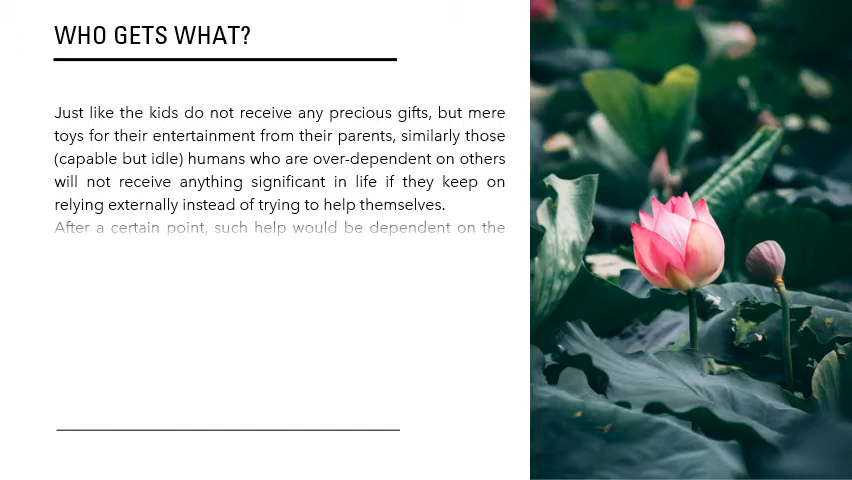 WHO GETS WHAT?
Just like the kids do not receive any precious gifts, but mere
toys for their entertainment from their parents, similarly those
(capable but idle) humans who are over-dependent on others
will not receive anything significant in life if they keep on
relying externally instead of trying to help themselves.
After a certain point, such help would be dependent on the